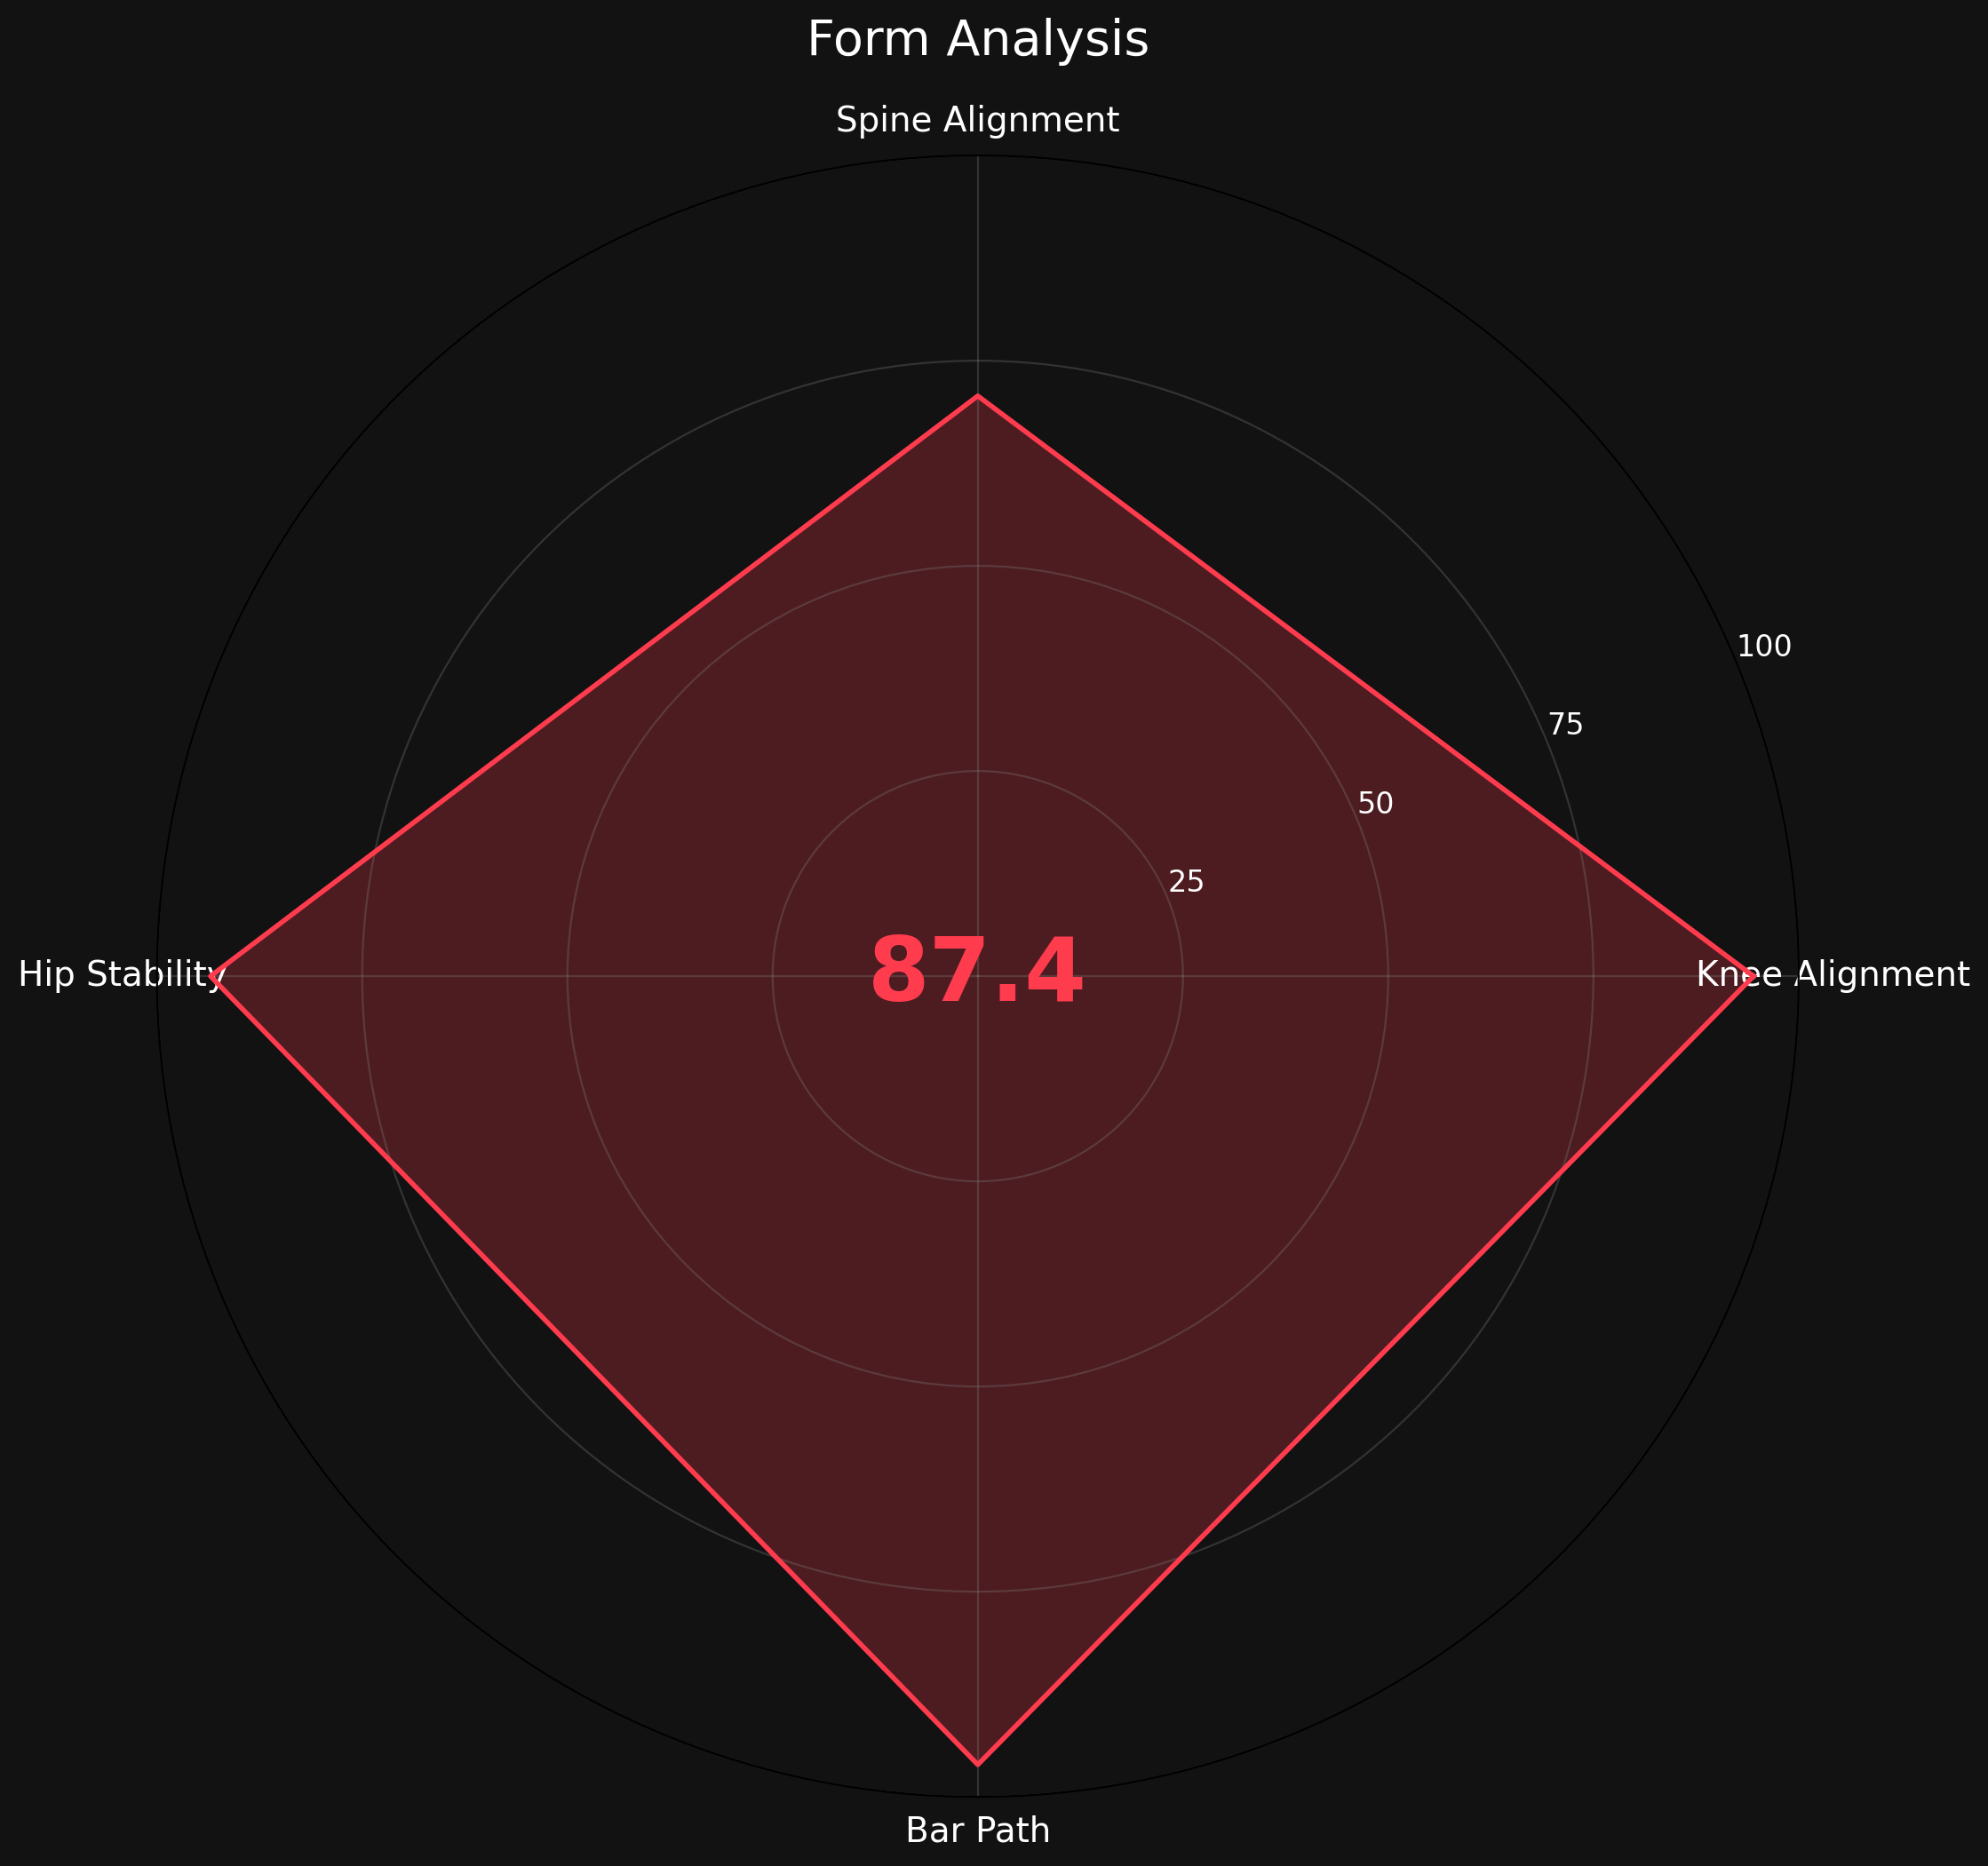 Form Analysis
Spine Alignment
100
75
50
25
87.4
Hip Stability
Knee Alignment
Bar Path